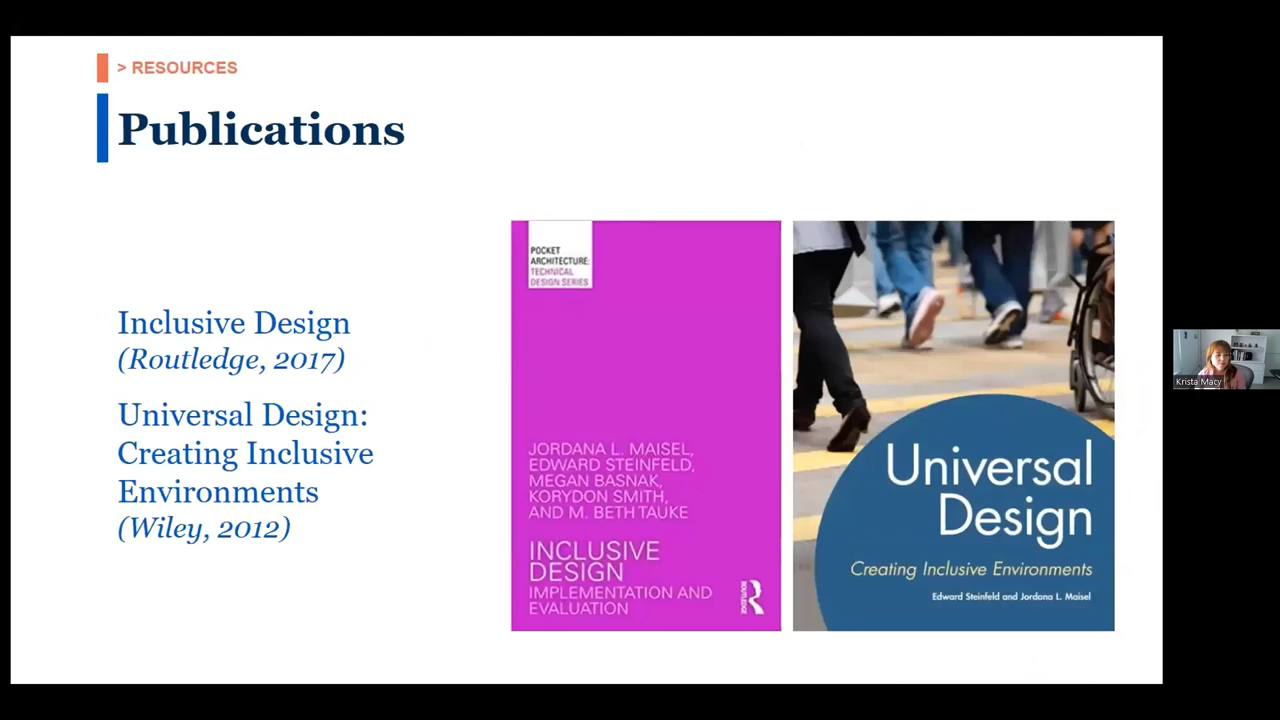 > RESOURCES
Publications
Inclusive Design
(Routledge, 2017)
Universal Design:
Creating Inclusive
Environments
(Wiley, 2012)
POCKET
ARCHITECTURE:
TECHNICAL
DESIGN SERIES
JORDANA L. MAISEL,
EDWARD STEINFELD,
MEGAN BASNAK,
KORYDON SMITH,
AND M. BETH TAUKE
INCLUSIVE
DESIGN
IMPLEMENTATION AND
EVALUATION
ROUTLEDGE
Universal
Design
Creating Inclusive Environments
Edward Steinfeld and Jordana L. Maisel
Krista Macy